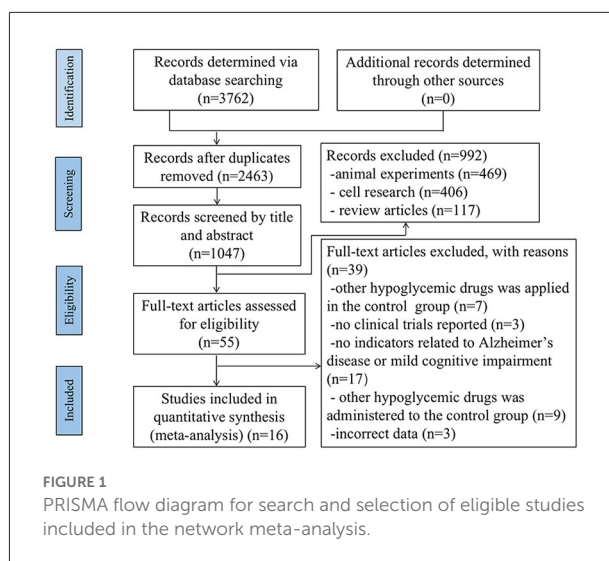 Identification
Records determined via
database searching
(n=3762)
Additional records determined
through other sources
(n=0)
Screening
Records after duplicates
removed (n=2463)
Records excluded (n=992)
-animal experiments (n=469)
-cell research (n=406)
- review articles (n=117)
Records screened by title
and abstract
(n=1047)
Eligibility
Full-text articles assessed
for eligibility
(n=55)
Full-text articles excluded, with reasons
(n=39)
-other hypoglycemic drugs was applied
in the control group (n=7)
-no clinical trials reported (n=3)
-no indicators related to Alzheimer's
disease or mild cognitive impairment
(n=17)
- other hypoglycemic drugs was
administered to the control group (n=9)
-incorrect data (n=3)
Included
Studies included in
quantitative synthesis
(meta-analysis) (n=16)
FIGURE 1
PRISMA flow diagram for search and selection of eligible studies
included in the network meta-analysis.